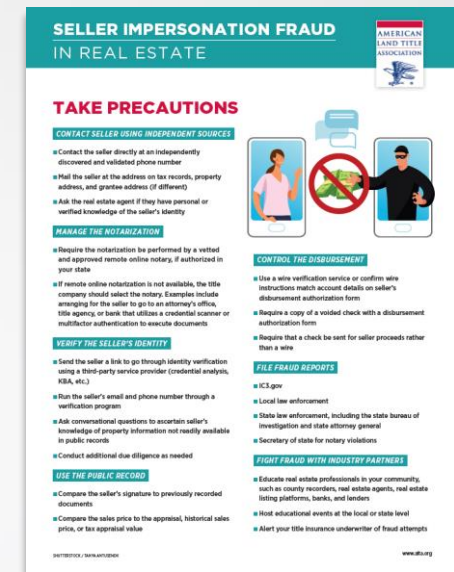 SELLER IMPERSONATION FRAUD
IN REAL ESTATE
AMERICAN
LAND TITLE
ASSOCIATION
TAKE PRECAUTIONS
CONTACT SELLER USING INDEPENDENT SOURCES
Contact the seller directly at an independently
discovered and validated phone number
Mail the seller at the address on tax records, property
address, and grantee address (if different)
Ask the real estate agent if they have personal or
verified knowledge of the seller's identity
MANAGE THE NOTARIZATION
Require the notarization be performed by a vetted
and approved remote online notary, if authorized in
your state
If remote online notarization is not available, the title
company should select the notary. Examples include
arranging for the seller to go to an attorney's office,
title agency, or bank that utilizes a credential scanner or
multifactor authentication to execute documents
VERIFY THE SELLER'S IDENTITY
Send the seller a link to go through identity verification
using a third-party service provider (credential analysis,
KBA, etc.)
Run the seller's email and phone number through a
verification program
Ask conversational questions to ascertain seller's
knowledge of property information not readily available
in public records
Conduct additional due diligence as needed
USE THE PUBLIC RECORD
Compare the seller's signature to previously recorded
documents
Compare the sales price to the appraisal, historical sales
price, or tax appraisal value
CONTROL THE DISBURSEMENT
Use a wire verification service or confirm wire
instructions match account details on seller's
disbursement authorization form
Require a copy of a voided check with a disbursement
authorization form
Require that a check be sent for seller proceeds rather
than a wire
FILE FRAUD REPORTS
IC3.gov
Local law enforcement
State law enforcement, including the state bureau of
investigation and state attorney general
Secretary of state for notary violations
FIGHT FRAUD WITH INDUSTRY PARTNERS
Educate real estate professionals in your community,
such as county recorders, real estate agents, real estate
listing platforms, banks, and lenders
Host educational events at the local or state level
Alert your title insurance underwriter of fraud attempts
www.alta.org